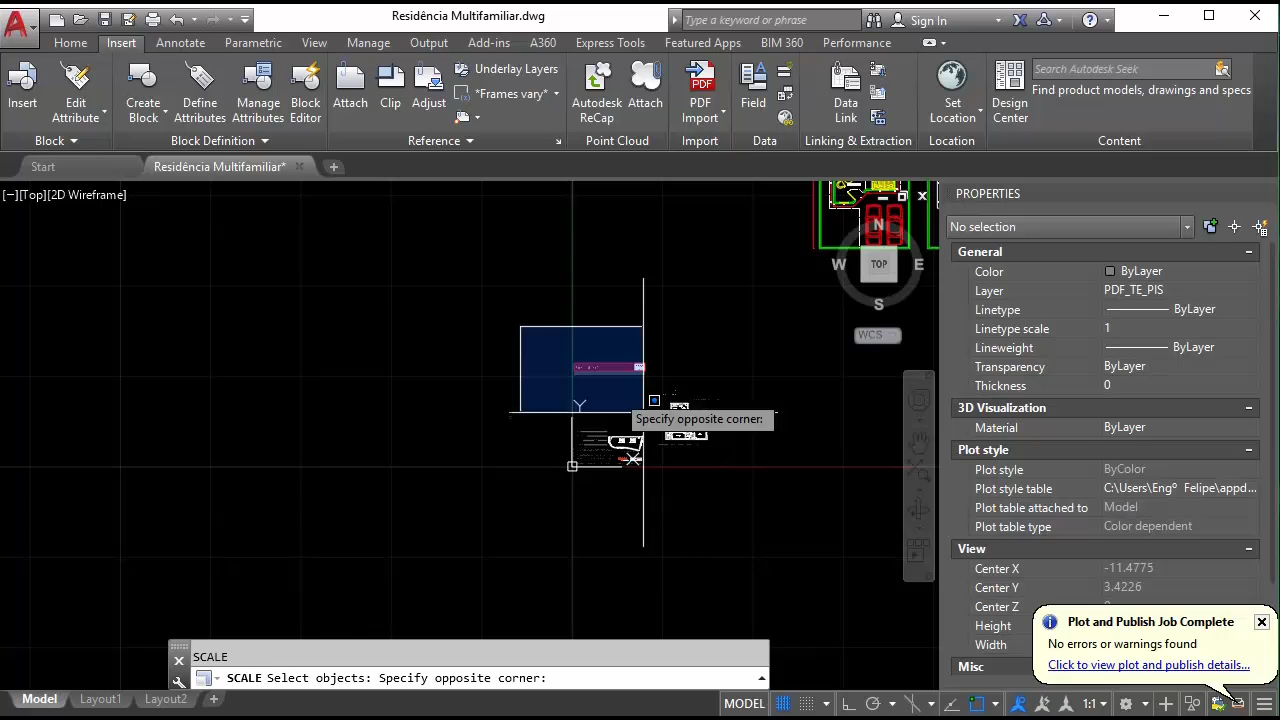 Residência Multifamiliar.dwg
Type a keyword or phrase
Sign In
Home Insert Annotate Parametric View Manage Output Add-ins A360 Express Tools Featured Apps BIM 360 Performance
Insert
Edit Attribute
Create Block
Define Attributes
Manage Attributes
Block Editor
Attach
Clip
Adjust
Underlay Layers
*Frames vary*
Autodesk ReCap
Attach
PDF
PDF Import
Field
Data Link
Set Location
Design Center
Search Autodesk Seek
Find product models, drawings and specs
Block
Block Definition
Reference
Point Cloud
Import
Data
Linking & Extraction
Location
Content
Start
Residência Multifamiliar*
[−][Top][2D Wireframe]
N
W TOP E
S
WCS
Y
X
Specify opposite corner:
PROPERTIES
No selection
General
Color ByLayer
Layer PDF_TE_PIS
Linetype ByLayer
Linetype scale 1
Lineweight ByLayer
Transparency ByLayer
Thickness 0
3D Visualization
Material ByLayer
Plot style
Plot style ByColor
Plot style table C:\Users\Engº Felipe\appd...
Plot table attached to Model
Plot table type Color dependent
View
Center X -11.4775
Center Y 3.4226
Center Z
Height
Width
Misc
Plot and Publish Job Complete
No errors or warnings found
Click to view plot and publish details...
SCALE
SCALE Select objects: Specify opposite corner:
Model Layout1 Layout2
MODEL
1:1